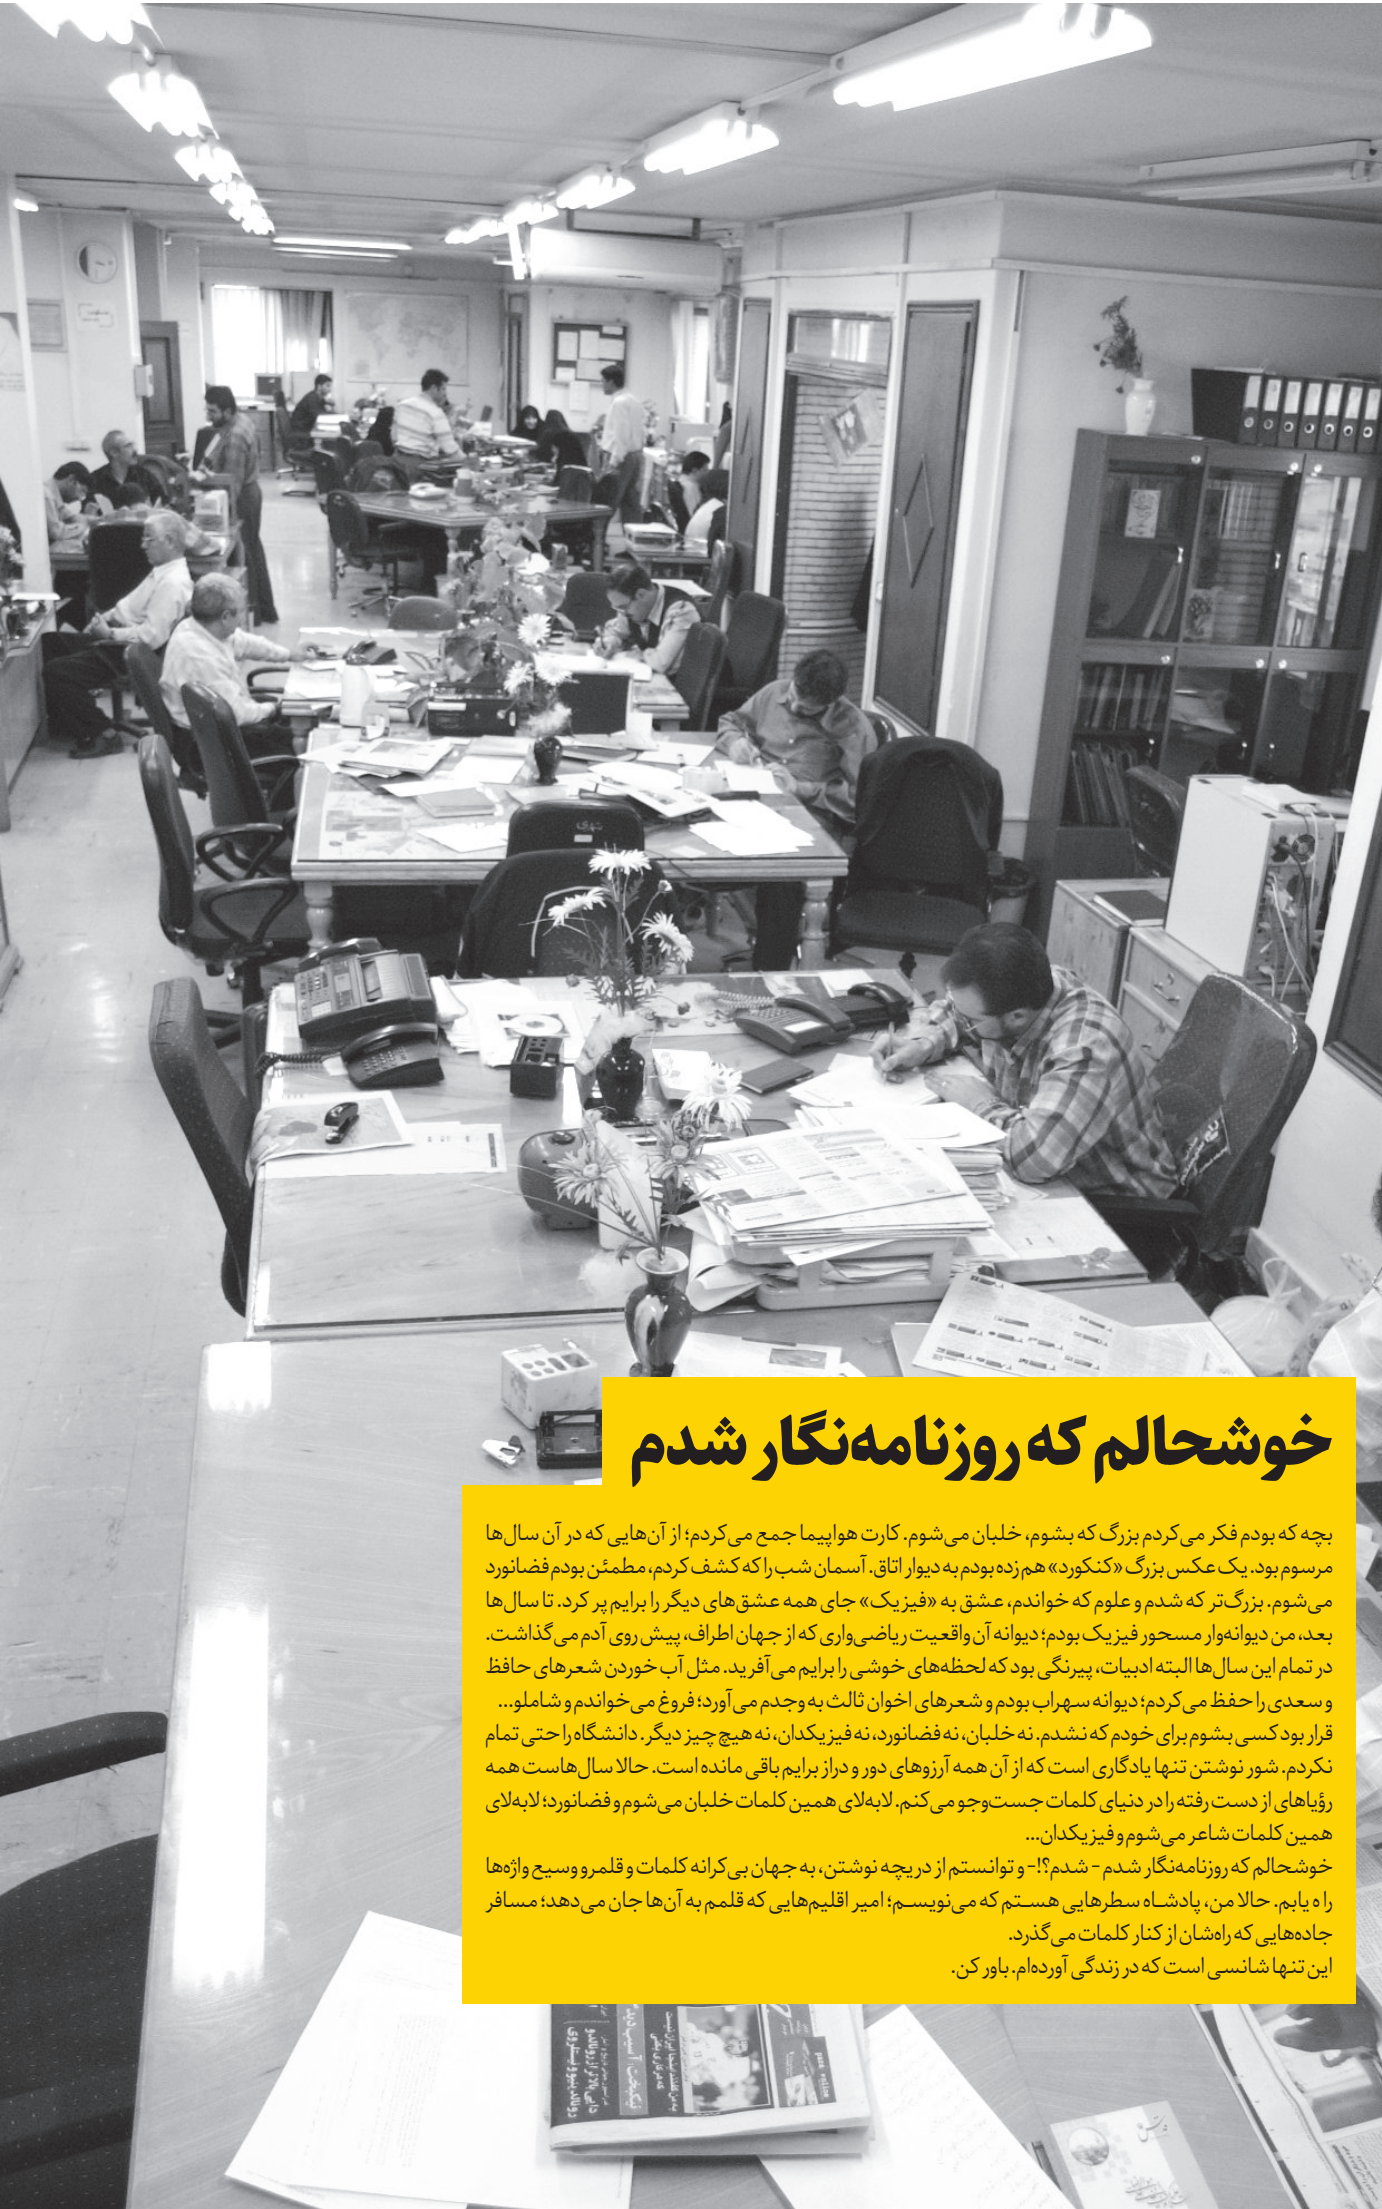 خوشحالم که روزنامه‌نگار شدم
بچه که بودم فکر می‌کردم بزرگ که بشوم، خلبان می‌شوم. کارت هواپیما جمع می‌کردم؛ از آن‌هایی که در آن سال‌ها
مرسوم بود. یک عکس بزرگ «کنکورد» هم زده بودم به دیوار اتاق. آسمان شب را که کشف کردم، مطمئن بودم فضانورد
می‌شوم. بزرگ‌تر که شدم و علوم که خواندم، عشق به «فیزیک» جای همه عشق‌های دیگر را برایم پر کرد. تا سال‌ها
بعد، من دیوانه‌وار مسحور فیزیک بودم؛ دیوانه آن واقعیت ریاضی‌واری که از جهان اطراف، پیش روی آدم می‌گذاشت.
در تمام این سال‌ها البته ادبیات، پیرنگی بود که لحظه‌های خوشی را برایم می‌آفرید. مثل آب خوردن شعرهای حافظ
و سعدی را حفظ می‌کردم؛ دیوانه سهراب بودم و شعرهای اخوان ثالث به وجدم می‌آورد؛ فروغ می‌خواندم و شاملو...
قرار بود کسی بشوم برای خودم که نشدم. نه خلبان، نه فضانورد، نه فیزیکدان، نه هیچ چیز دیگر. دانشگاه را حتی تمام
نکردم. شور نوشتن تنها یادگاری است که از آن همه آرزوهای دور و دراز برایم باقی مانده است. حالا سال‌هاست همه
رؤیاهای از دست رفته را در دنیای کلمات جست‌وجو می‌کنم. لابه‌لای همین کلمات خلبان می‌شوم و فضانورد؛ لابه‌لای
همین کلمات شاعر می‌شوم و فیزیکدان...
خوشحالم که روزنامه‌نگار شدم - شدم؟!- و توانستم از دریچه نوشتن، به جهان بی‌کرانه کلمات و قلمرو وسیع واژه‌ها
را ه یابم. حالا من، پادشاه سطرهایی هستم که می‌نویسم؛ امیر اقلیم‌هایی که قلمم به آن‌ها جان می‌دهد؛ مسافر
جاده‌هایی که راه‌شان از کنار کلمات می‌گذرد.
این تنها شانسی است که در زندگی آورده‌ام. باور کن.